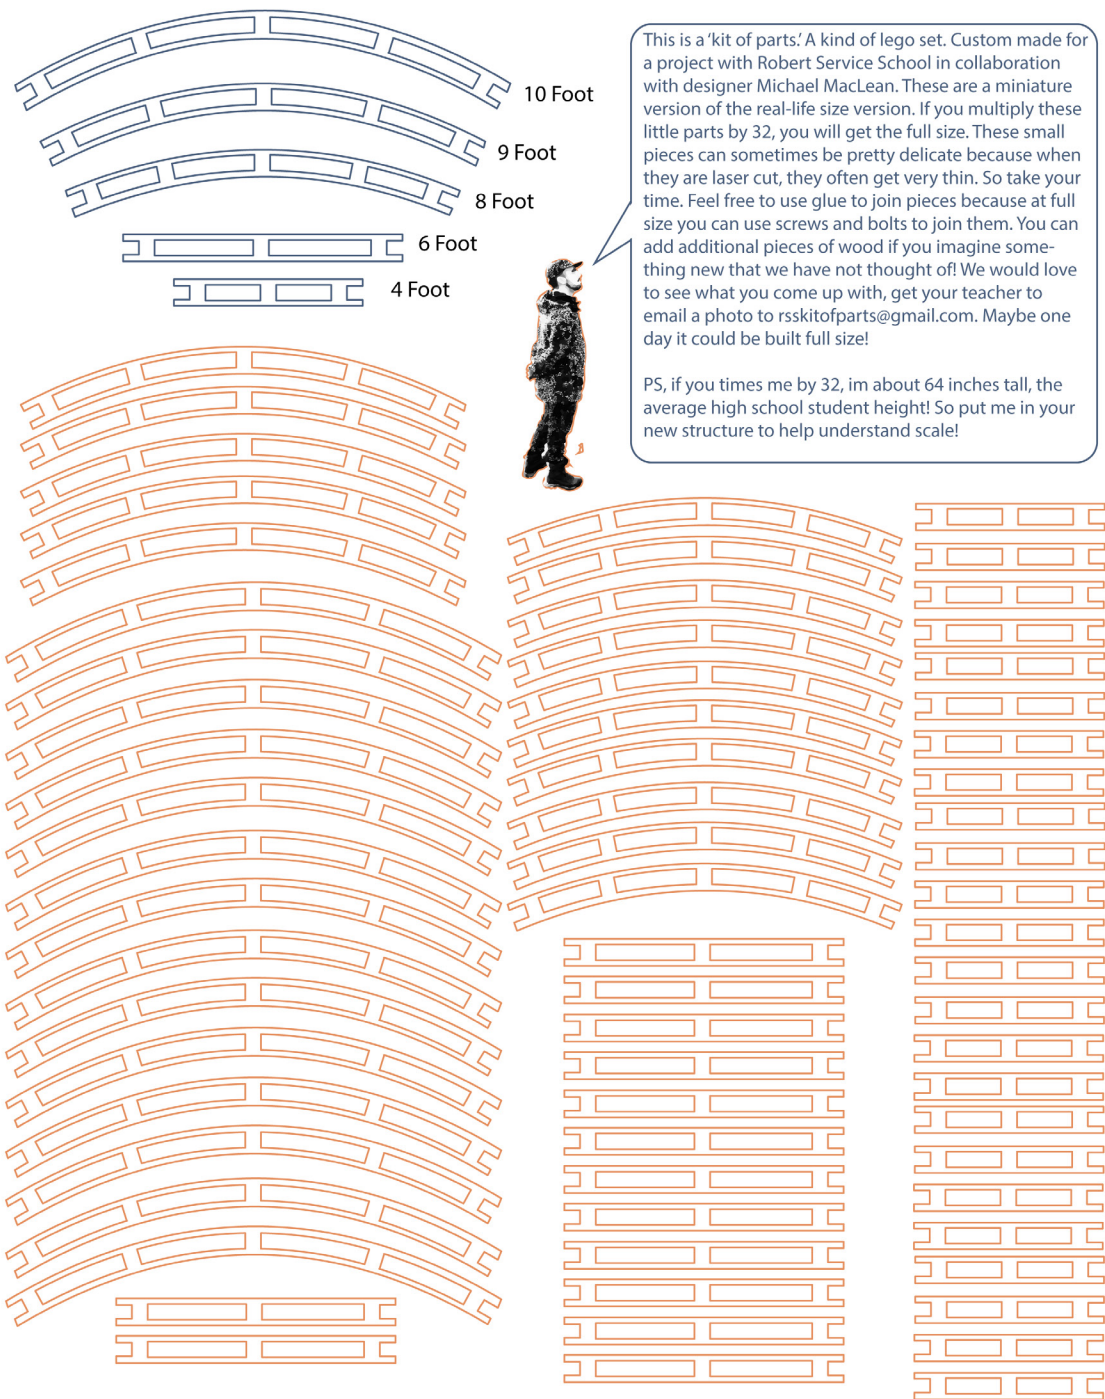 10 Foot
9 Foot
8 Foot
6 Foot
4 Foot
This is a ‘kit of parts.’ A kind of lego set. Custom made for
a project with Robert Service School in collaboration
with designer Michael MacLean. These are a miniature
version of the real-life size version. If you multiply these
little parts by 32, you will get the full size. These small
pieces can sometimes be pretty delicate because when
they are laser cut, they often get very thin. So take your
time. Feel free to use glue to join pieces because at full
size you can use screws and bolts to join them. You can
add additional pieces of wood if you imagine some-
thing new that we have not thought of! We would love
to see what you come up with, get your teacher to
email a photo to rsskitofparts@gmail.com. Maybe one
day it could be built full size!
PS, if you times me by 32, im about 64 inches tall, the
average high school student height! So put me in your
new structure to help understand scale!